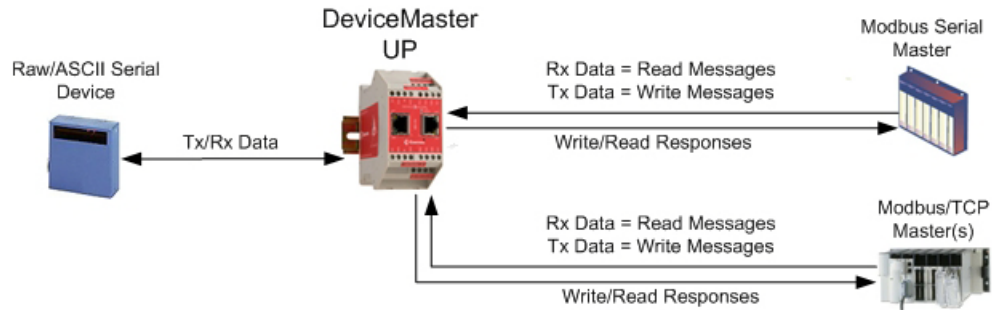 DeviceMaster
UP
Raw/ASCII Serial
Device
Tx/Rx Data
Modbus Serial
Master
Rx Data = Read Messages
Tx Data = Write Messages
Write/Read Responses
Modbus/TCP
Master(s)
Rx Data = Read Messages
Tx Data = Write Messages
Write/Read Responses